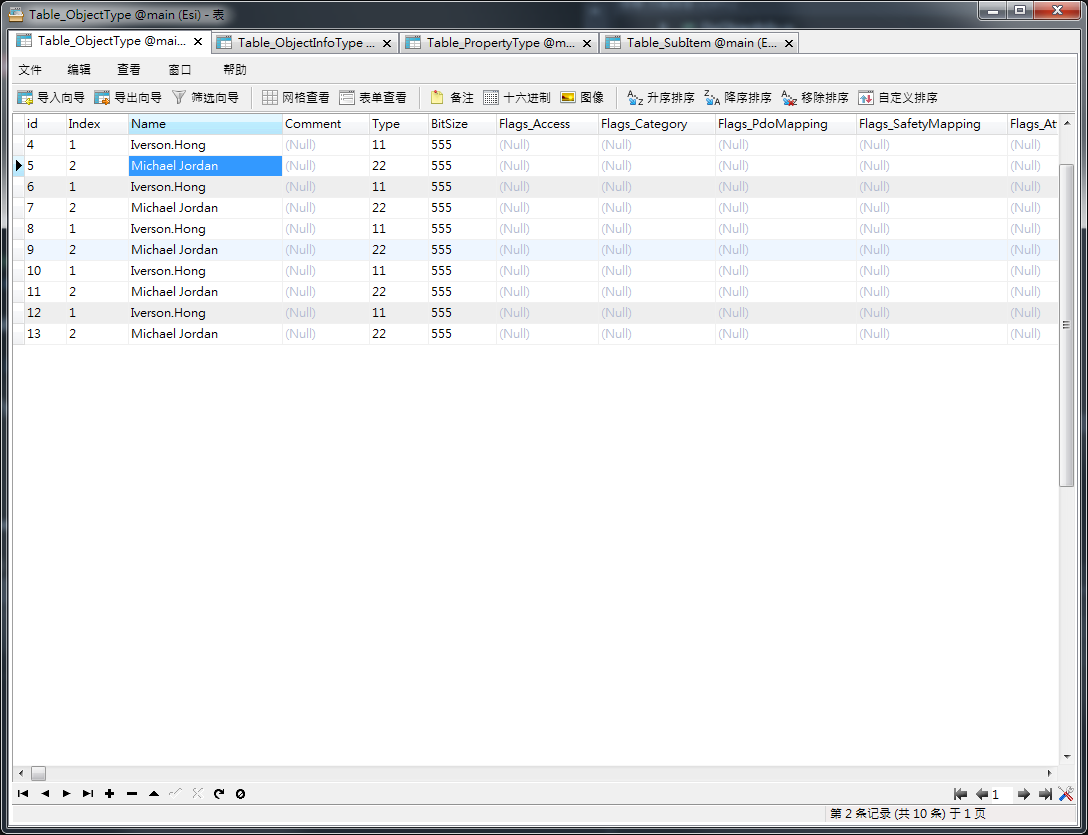 Table_ObjectType @main (Esi) - 表
Table_ObjectType @mai... Table_ObjectInfoType ... Table_PropertyType @m... Table_SubItem @main (E...
文件 编辑 查看 窗口 帮助
导入向导 导出向导 筛选向导 网格查看 表单查看 备注 十六进制 图像 升序排序 降序排序 移除排序 自定义排序
id Index Name Comment Type BitSize Flags_Access Flags_Category Flags_PdoMapping Flags_SafetyMapping Flags_At
4 1 Iverson.Hong (Null) 11 555 (Null) (Null) (Null) (Null) (Null)
5 2 Michael Jordan (Null) 22 555 (Null) (Null) (Null) (Null) (Null)
6 1 Iverson.Hong (Null) 11 555 (Null) (Null) (Null) (Null) (Null)
7 2 Michael Jordan (Null) 22 555 (Null) (Null) (Null) (Null) (Null)
8 1 Iverson.Hong (Null) 11 555 (Null) (Null) (Null) (Null) (Null)
9 2 Michael Jordan (Null) 22 555 (Null) (Null) (Null) (Null) (Null)
10 1 Iverson.Hong (Null) 11 555 (Null) (Null) (Null) (Null) (Null)
11 2 Michael Jordan (Null) 22 555 (Null) (Null) (Null) (Null) (Null)
12 1 Iverson.Hong (Null) 11 555 (Null) (Null) (Null) (Null) (Null)
13 2 Michael Jordan (Null) 22 555 (Null) (Null) (Null) (Null) (Null)
1
第 2 条记录 (共 10 条) 于 1 页